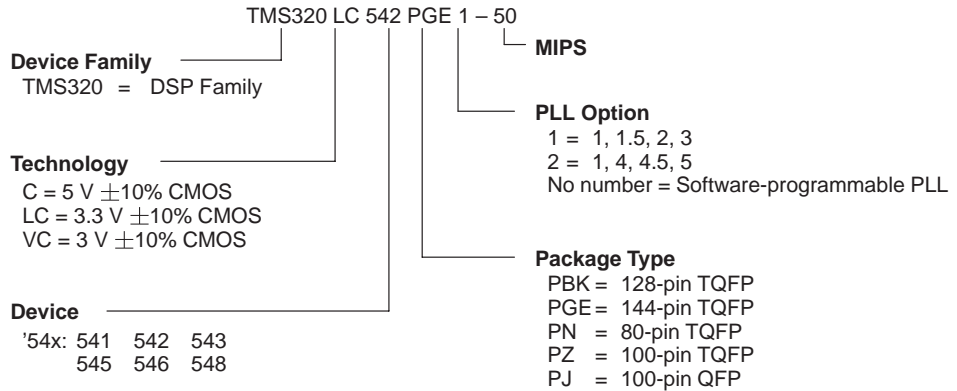 TMS320 LC 542 PGE 1 – 50
MIPS
Device Family
TMS320 = DSP Family
PLL Option
1 = 1, 1.5, 2, 3
2 = 1, 4, 4.5, 5
No number = Software-programmable PLL
Technology
C = 5 V ±10% CMOS
LC = 3.3 V ±10% CMOS
VC = 3 V ±10% CMOS
Package Type
PBK = 128-pin TQFP
PGE = 144-pin TQFP
PN = 80-pin TQFP
PZ = 100-pin TQFP
PJ = 100-pin QFP
Device
'54x: 541 542 543
545 546 548